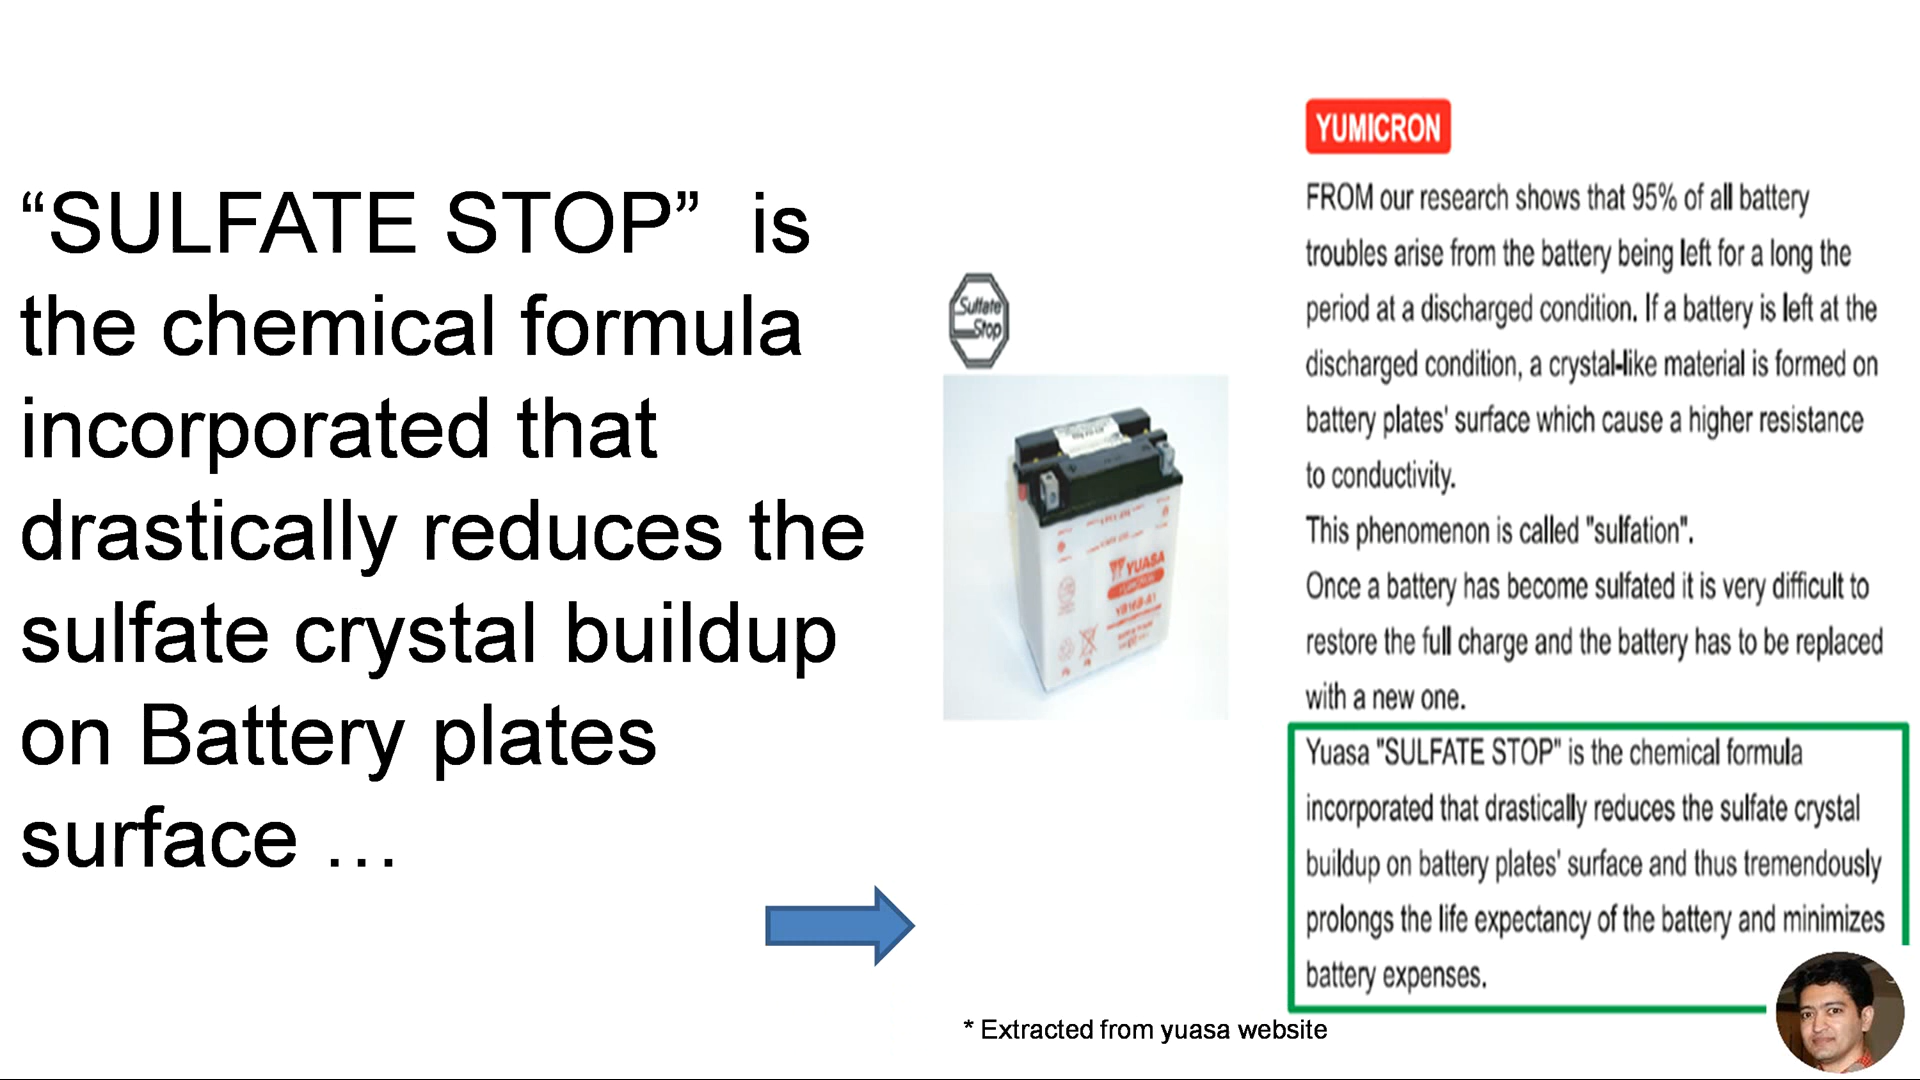 “SULFATE STOP” is
the chemical formula
incorporated that
drastically reduces the
sulfate crystal buildup
on Battery plates
surface …
Sulfate
Stop
YUASA
YUMICRON
FROM our research shows that 95% of all battery
troubles arise from the battery being left for a long the
period at a discharged condition. If a battery is left at the
discharged condition, a crystal-like material is formed on
battery plates' surface which cause a higher resistance
to conductivity.
This phenomenon is called "sulfation".
Once a battery has become sulfated it is very difficult to
restore the full charge and the battery has to be replaced
with a new one.
Yuasa "SULFATE STOP" is the chemical formula
incorporated that drastically reduces the sulfate crystal
buildup on battery plates' surface and thus tremendously
prolongs the life expectancy of the battery and minimizes
battery expenses.
* Extracted from yuasa website